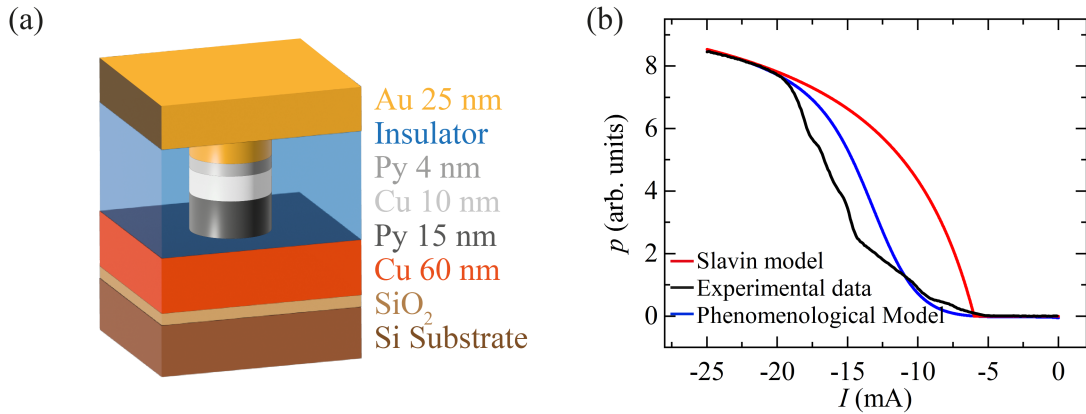 (a)
Au 25 nm
Insulator
Py 4 nm
Cu 10 nm
Py 15 nm
Cu 60 nm
SiO₂
Si Substrate
(b)
p (arb. units)
8
6
4
2
0
Slavin model
Experimental data
Phenomenological Model
-25 -20 -15 -10 -5 0
I (mA)